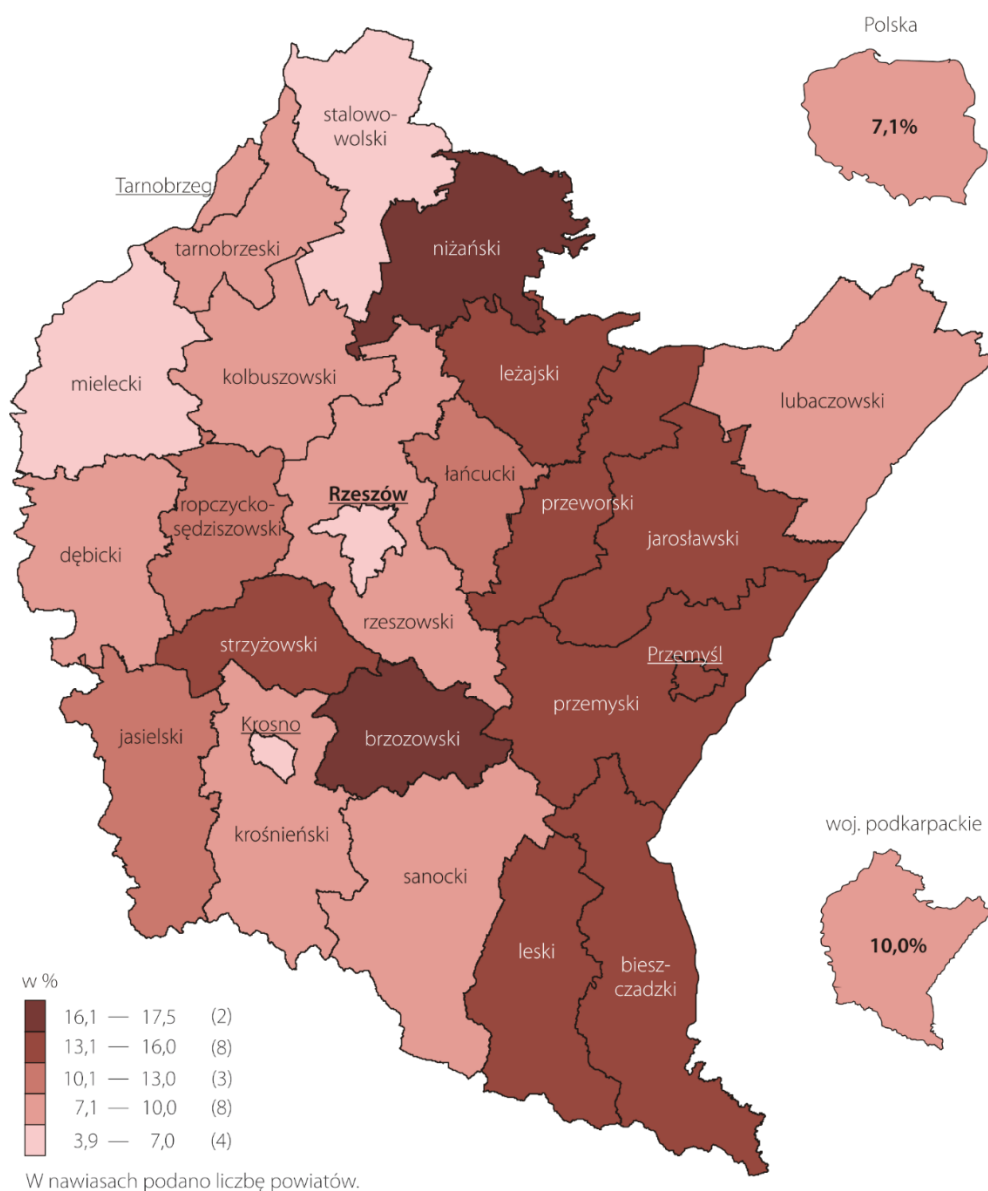 Polska
7,1%
stalowo-
wolski
Tarnobrzeg
tarnobrzeski
niżański
mielecki
kolbuszowski
leżajski
lubaczowski
ropczycko-
sędziszowski
Rzeszów
łańcucki
przeworski
jarosławski
dębicki
rzeszowski
strzyżowski
Przemyśl
przemyski
jasielski
Krosno
brzozowski
krośnieński
sanocki
leski
biesz-
czadzki
woj. podkarpackie
10,0%
w %
16,1 — 17,5 (2)
13,1 — 16,0 (8)
10,1 — 13,0 (3)
7,1 — 10,0 (8)
3,9 — 7,0 (4)
W nawiasach podano liczbę powiatów.